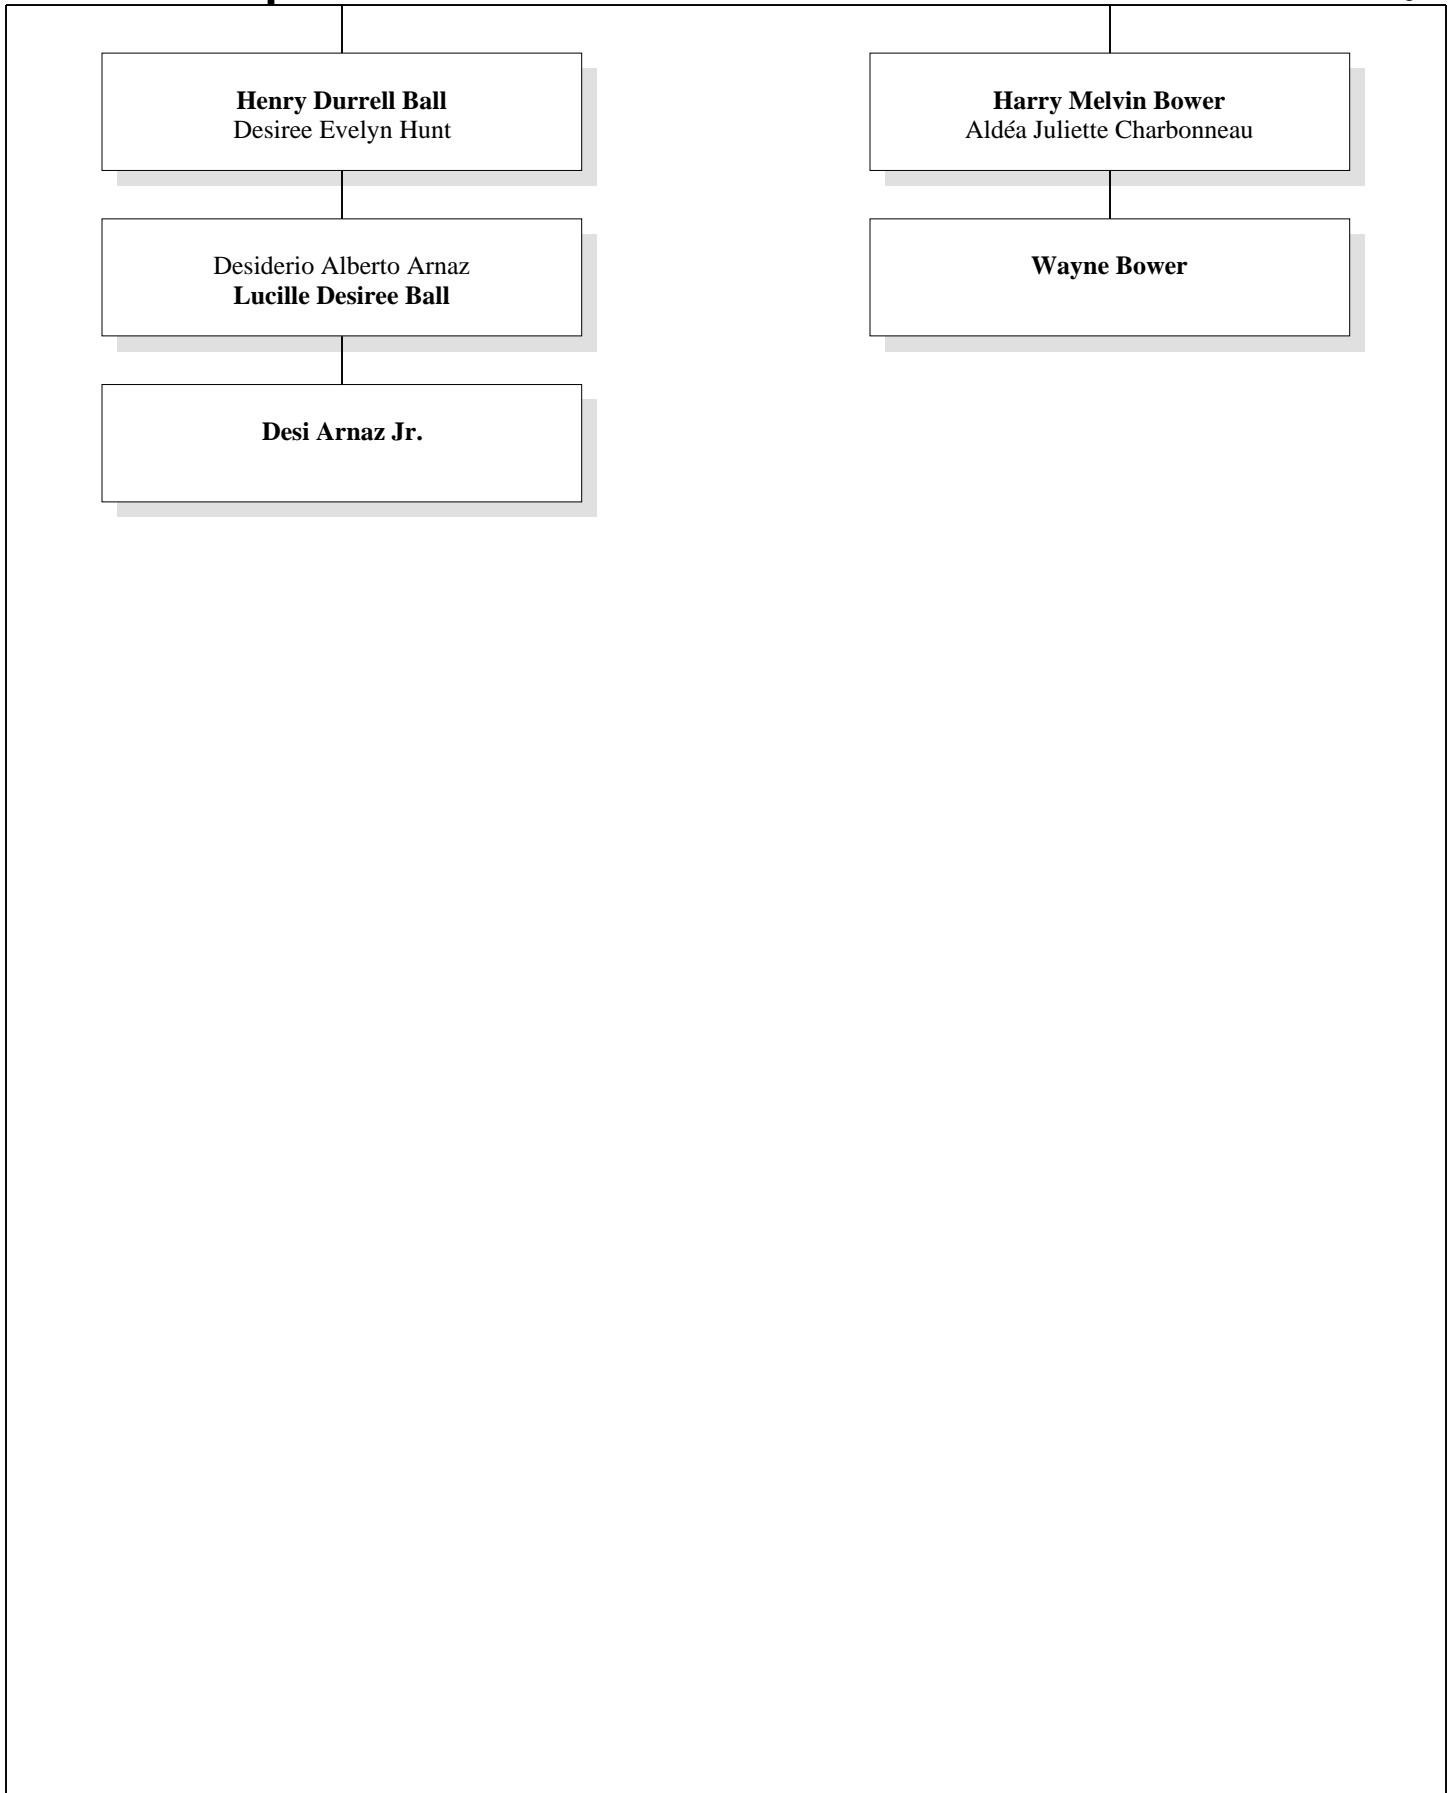 Henry Durrell Ball
Desiree Evelyn Hunt
Harry Melvin Bower
Aldéa Juliette Charbonneau
Desiderio Alberto Arnaz
Lucille Desiree Ball
Wayne Bower
Desi Arnaz Jr.